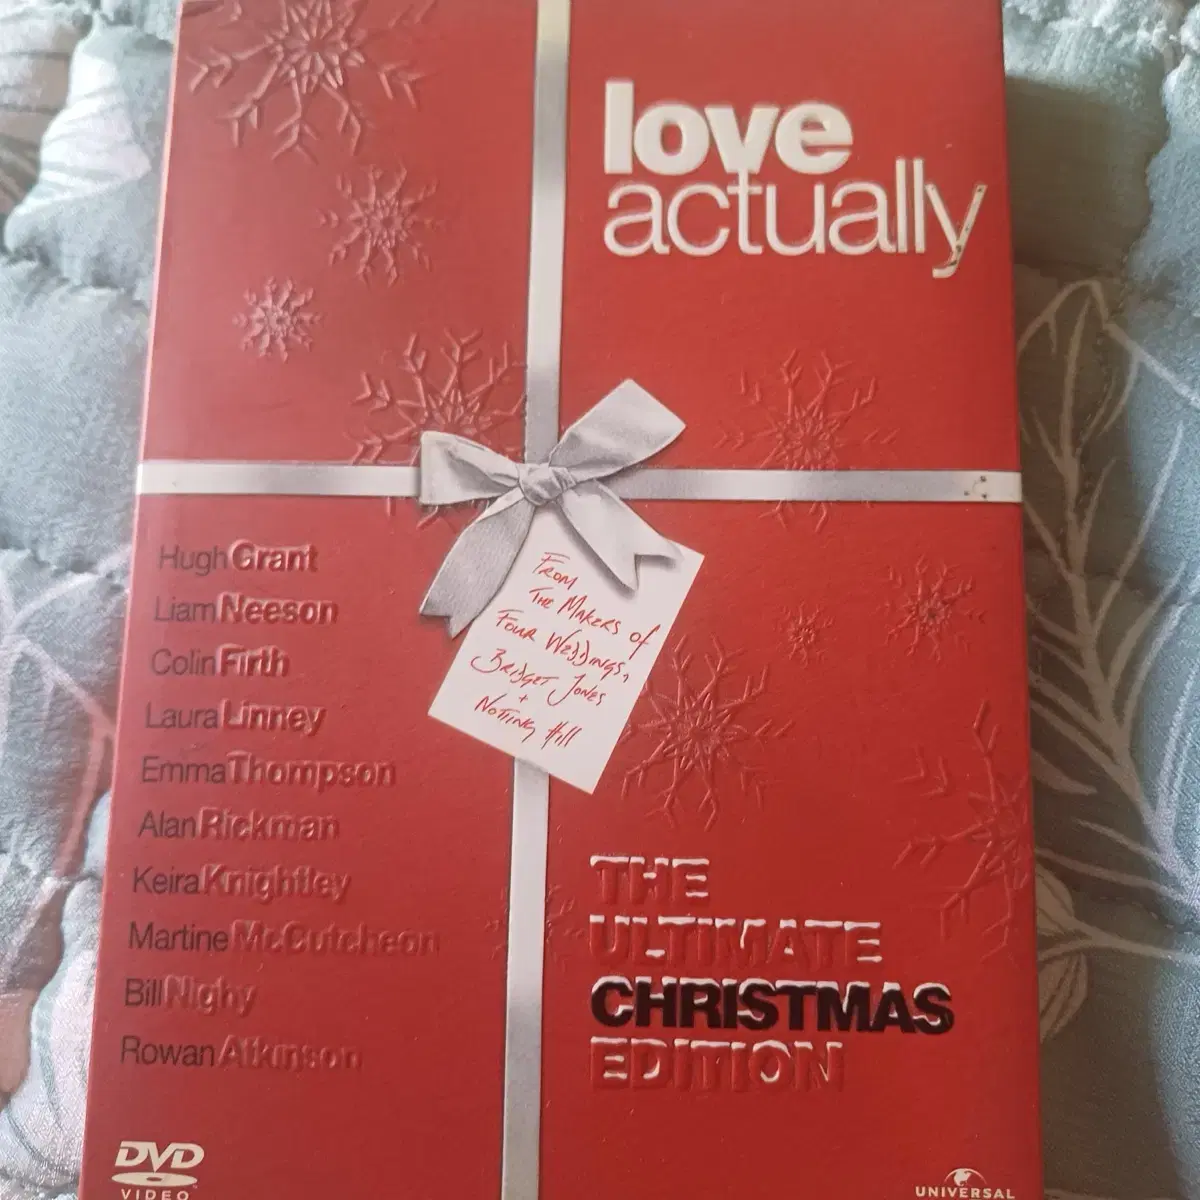 love
actually
Hugh Grant
Liam Neeson
Colin Firth
Laura Linney
Emma Thompson
Alan Rickman
Keira Knightley
Martine McCutcheon
Bill Nighy
Rowan Atkinson
FROM
THE MAKERS OF
FOUR WEDDINGS,
BRIDGET JONES
+
NOTTING Hill
THE
ULTIMATE
CHRISTMAS
EDITION
DVD
VIDEO
UNIVERSAL